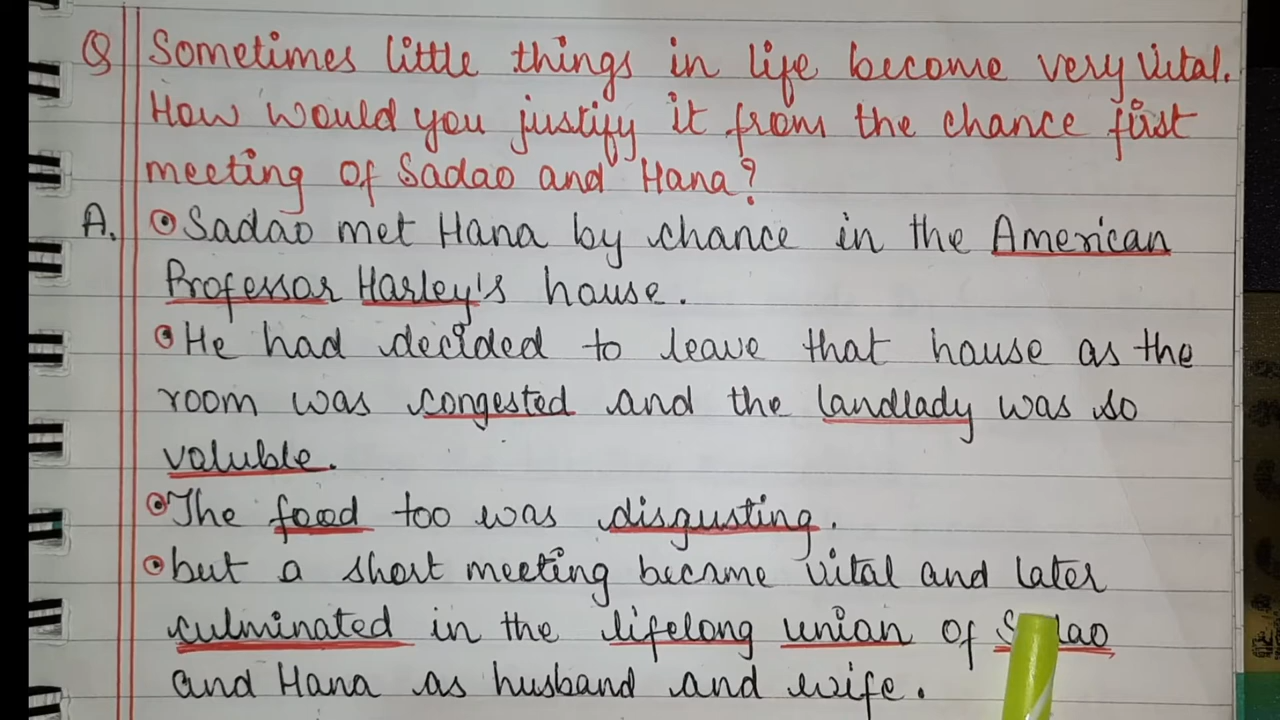 Q Sometimes little things in life become very vital.
How would you justify it from the chance first
meeting of Sadao and Hana?
A. Sadao met Hana by chance in the American
Professor Harley's house.
He had decided to leave that house as the
room was congested and the landlady was so
voluble.
The food too was disgusting.
but a short meeting became vital and later
culminated in the lifelong union of Sadao
and Hana as husband and wife.